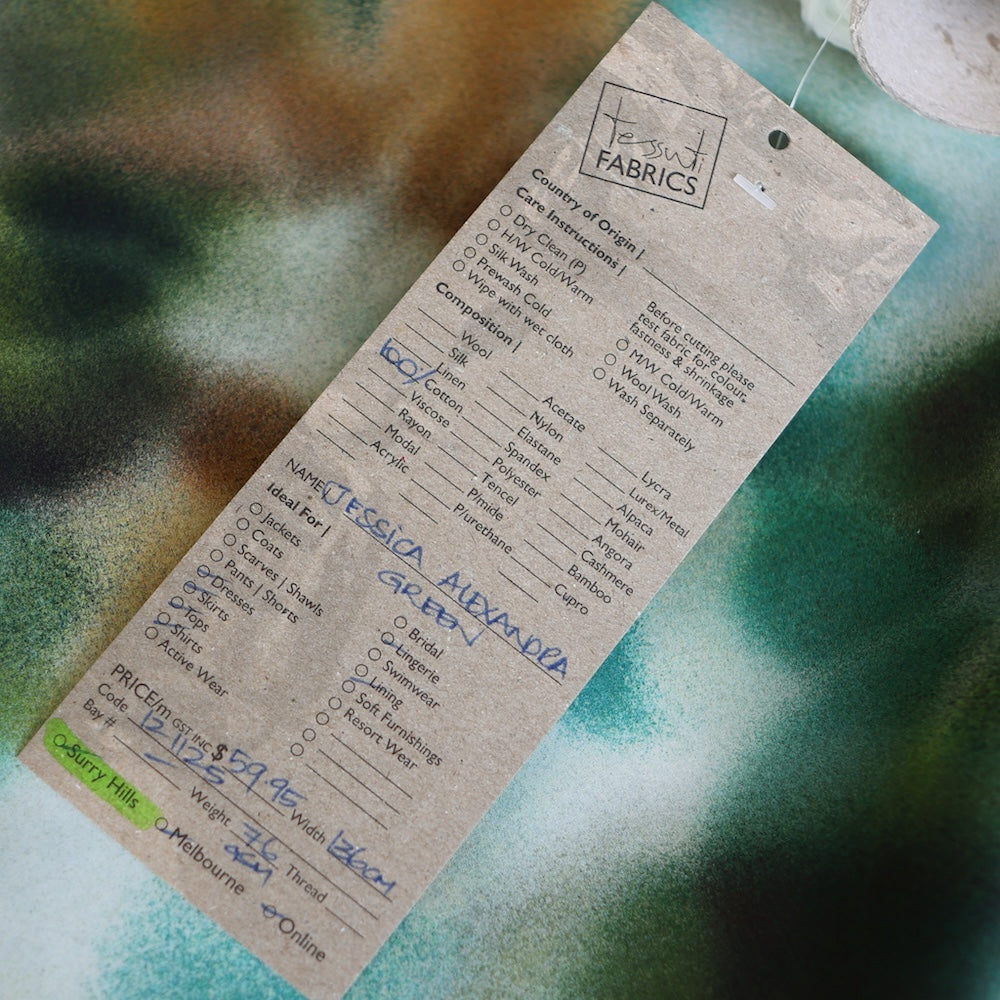 tessuti
FABRICS
Country of Origin |
Care Instructions |
Dry Clean (P)
H/W Cold/Warm
Silk Wash
Prewash Cold
Wipe with wet cloth
Before cutting please
test fabric for colour,
fastness & shrinkage
M/W Cold/Warm
Wool Wash
Wash Separately
Composition |
Wool
Silk
Linen
100/ Cotton
Viscose
Rayon
Modal
Acrylic
Acetate
Nylon
Elastane
Spandex
Polyester
Tencel
P/mide
P/urethane
Lycra
Lurex/Metal
Alpaca
Mohair
Angora
Cashmere
Bamboo
Cupro
NAME JESSICA ALEXANDRA
GREEN
Ideal For |
Jackets
Coats
Scarves | Shawls
Pants | Shorts
Dresses
Skirts
Tops
Shirts
Active Wear
Bridal
Lingerie
Swimwear
Lining
Soft Furnishings
Resort Wear
PRICE/m GST INC $ 59.95
Code 121125 Width 136cm
Bay # Weight 76 gsm Thread
Surry Hills
Melbourne
Online